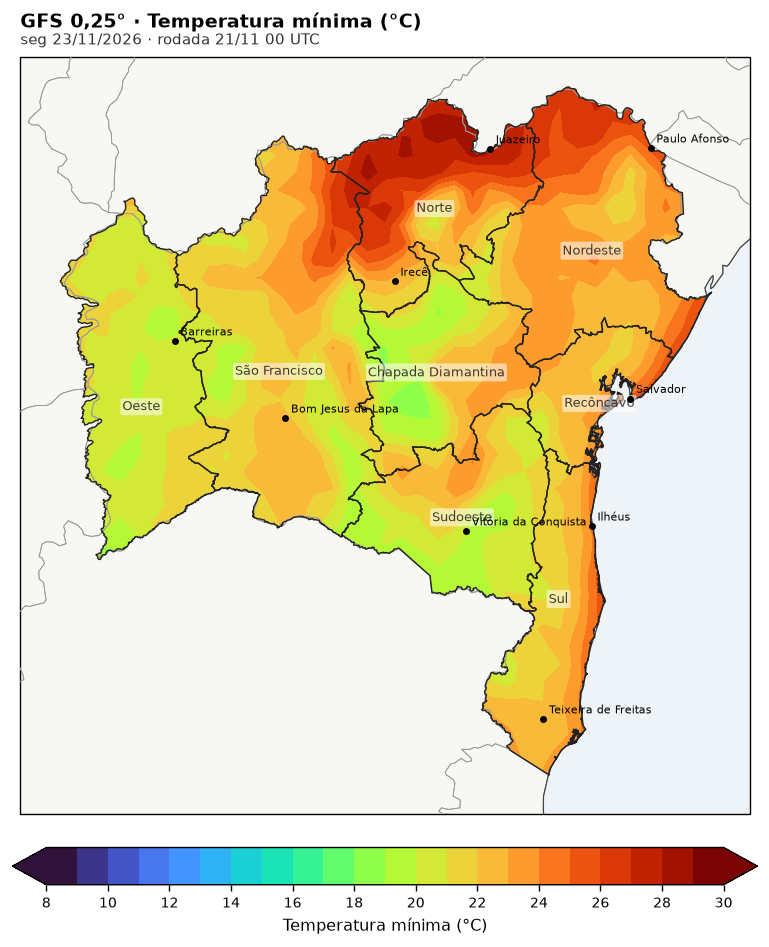 GFS 0,25° · Temperatura mínima (°C)
seg 23/11/2026 · rodada 21/11 00 UTC
Juazeiro
Paulo Afonso
Norte
Nordeste
Irecê
Barreiras
São Francisco
Chapada Diamantina
Salvador
Oeste
Bom Jesus da Lapa
Recôncavo
Sudoeste
Vitória da Conquista
Ilhéus
Sul
Teixeira de Freitas
8 10 12 14 16 18 20 22 24 26 28 30
Temperatura mínima (°C)